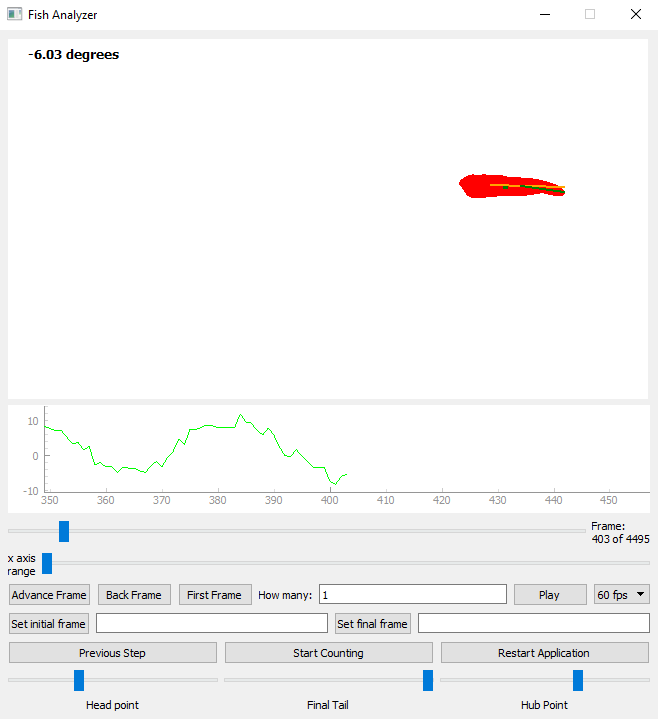 Fish Analyzer
-6.03 degrees
10
0
-10
350 360 370 380 390 400 410 420 430 440 450
Frame:
403 of 4495
x axis
range
Advance Frame Back Frame First Frame How many: 1 Play 60 fps
Set initial frame Set final frame
Previous Step Start Counting Restart Application
Head point Final Tail Hub Point